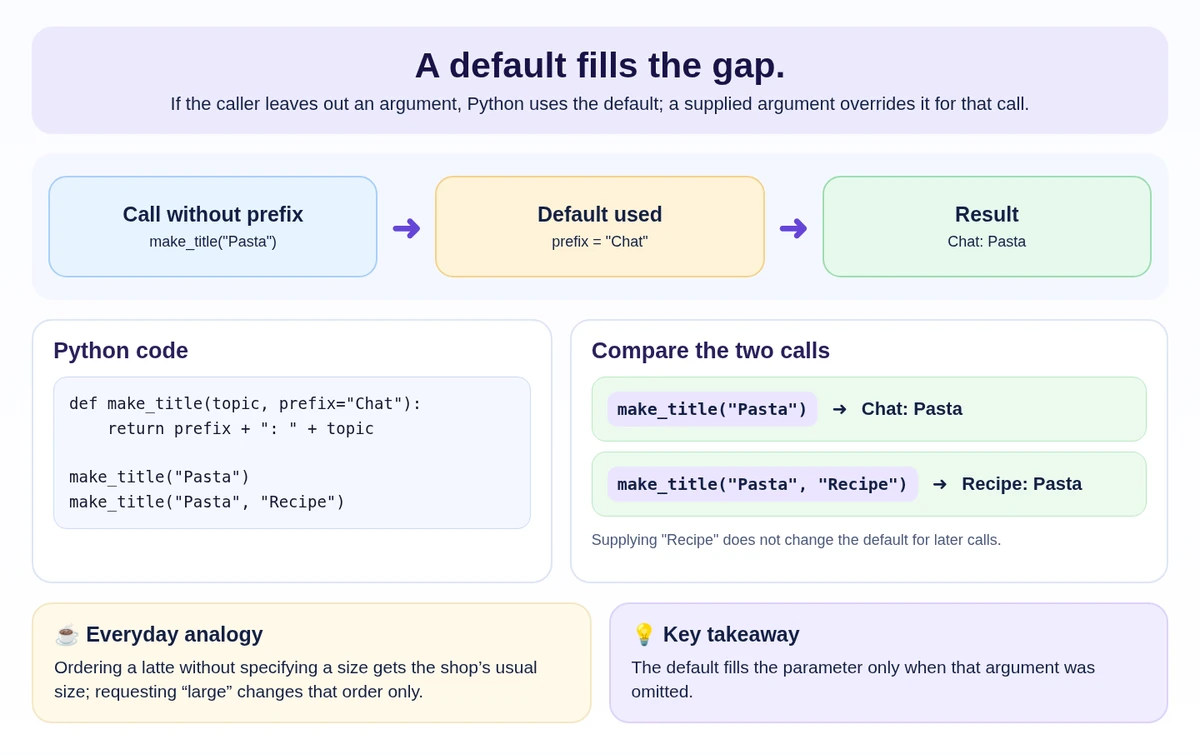 A default fills the gap.
If the caller leaves out an argument, Python uses the default; a supplied argument overrides it for that call.
Call without prefix
make_title("Pasta")
➜
Default used
prefix = "Chat"
➜
Result
Chat: Pasta
Python code
def make_title(topic, prefix="Chat"):
    return prefix + ": " + topic
make_title("Pasta")
make_title("Pasta", "Recipe")
Compare the two calls
make_title("Pasta") ➜ Chat: Pasta
make_title("Pasta", "Recipe") ➜ Recipe: Pasta
Supplying "Recipe" does not change the default for later calls.
☕ Everyday analogy
Ordering a latte without specifying a size gets the shop’s usual
size; requesting “large” changes that order only.
💡 Key takeaway
The default fills the parameter only when that argument was
omitted.